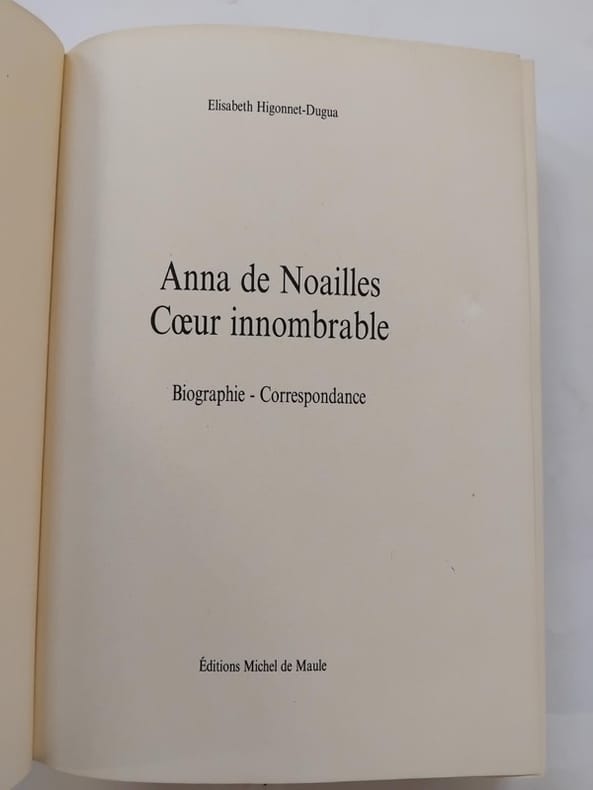 Elisabeth Higonnet-Dugua
Anna de Noailles
Cœur innombrable
Biographie - Correspondance
Éditions Michel de Maule